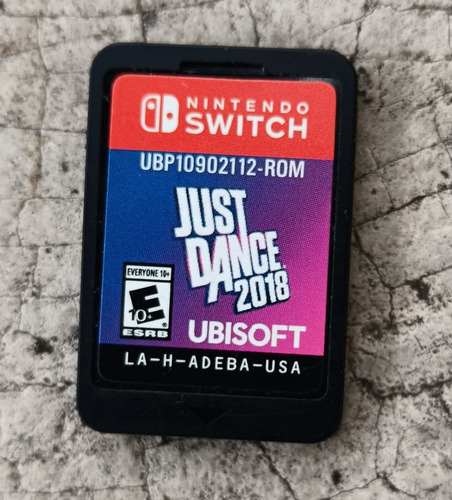 NINTENDO
SWITCH
UBP10902112-ROM
JUST
DANCE
2018
EVERYONE 10+
E
10+
ESRB
UBISOFT
LA-H-ADEBA-USA